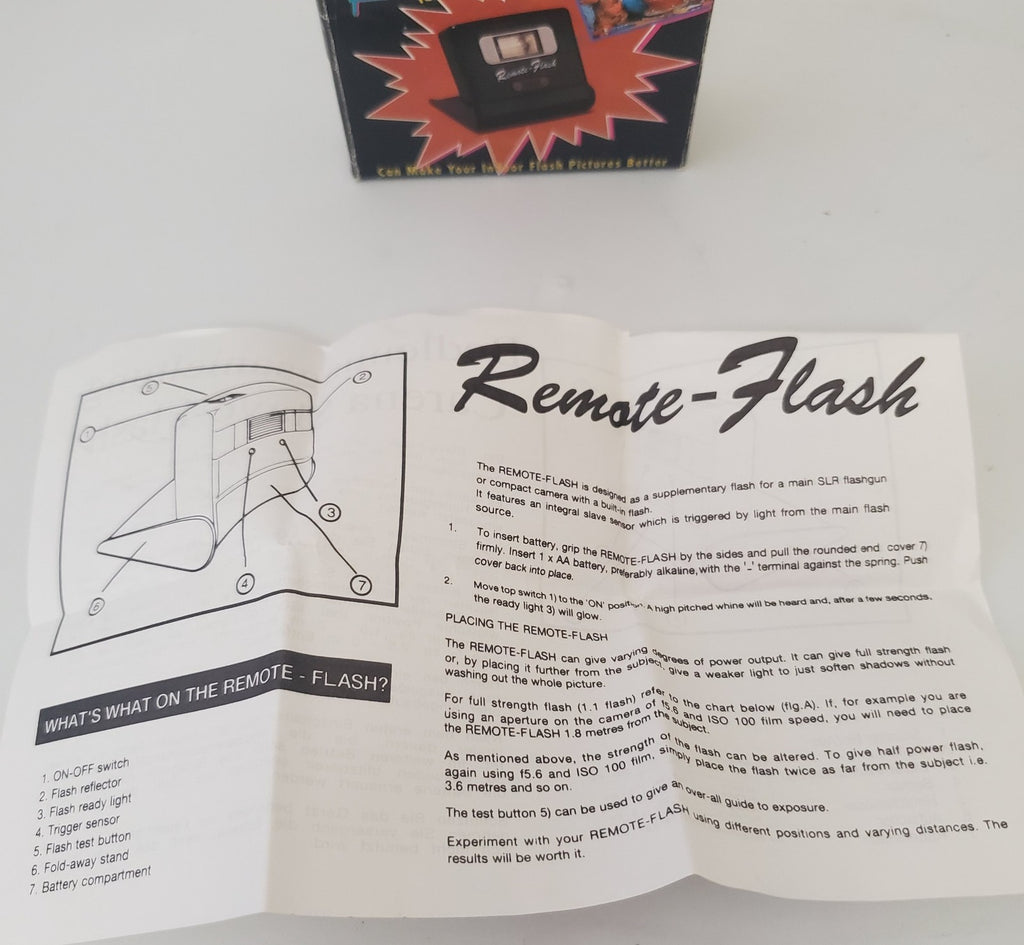 Remote-Flash
Can Make Your Indoor Flash Pictures Better
5
2
1
3
4
7
6
Remote-Flash
The REMOTE-FLASH is designed as a supplementary flash for a main SLR flashgun
or compact camera with a built-in flash.
It features an integral slave sensor which is triggered by light from the main flash
source.
1. To insert battery, grip the REMOTE-FLASH by the sides and pull the rounded end cover 7)
firmly. Insert 1 x AA battery, preferably alkaline, with the '-' terminal against the spring. Push
cover back into place.
2. Move top switch 1) to the 'ON' position. A high pitched whine will be heard and, after a few seconds,
the ready light 3) will glow.
PLACING THE REMOTE-FLASH
The REMOTE-FLASH can give varying degrees of power output. It can give full strength flash
or, by placing it further from the subject, give a weaker light to just soften shadows without
washing out the whole picture.
For full strength flash (1.1 flash) refer to the chart below (fig.A). If, for example you are
using an aperture on the camera of f5.6 and ISO 100 film speed, you will need to place
the REMOTE-FLASH 1.8 metres from the subject.
As mentioned above, the strength of the flash can be altered. To give half power flash,
again using f5.6 and ISO 100 film, simply place the flash twice as far from the subject i.e.
3.6 metres and so on.
The test button 5) can be used to give an over-all guide to exposure.
Experiment with your REMOTE-FLASH using different positions and varying distances. The
results will be worth it.
WHAT'S WHAT ON THE REMOTE - FLASH?
1. ON-OFF switch
2. Flash reflector
3. Flash ready light
4. Trigger sensor
5. Flash test button
6. Fold-away stand
7. Battery compartment